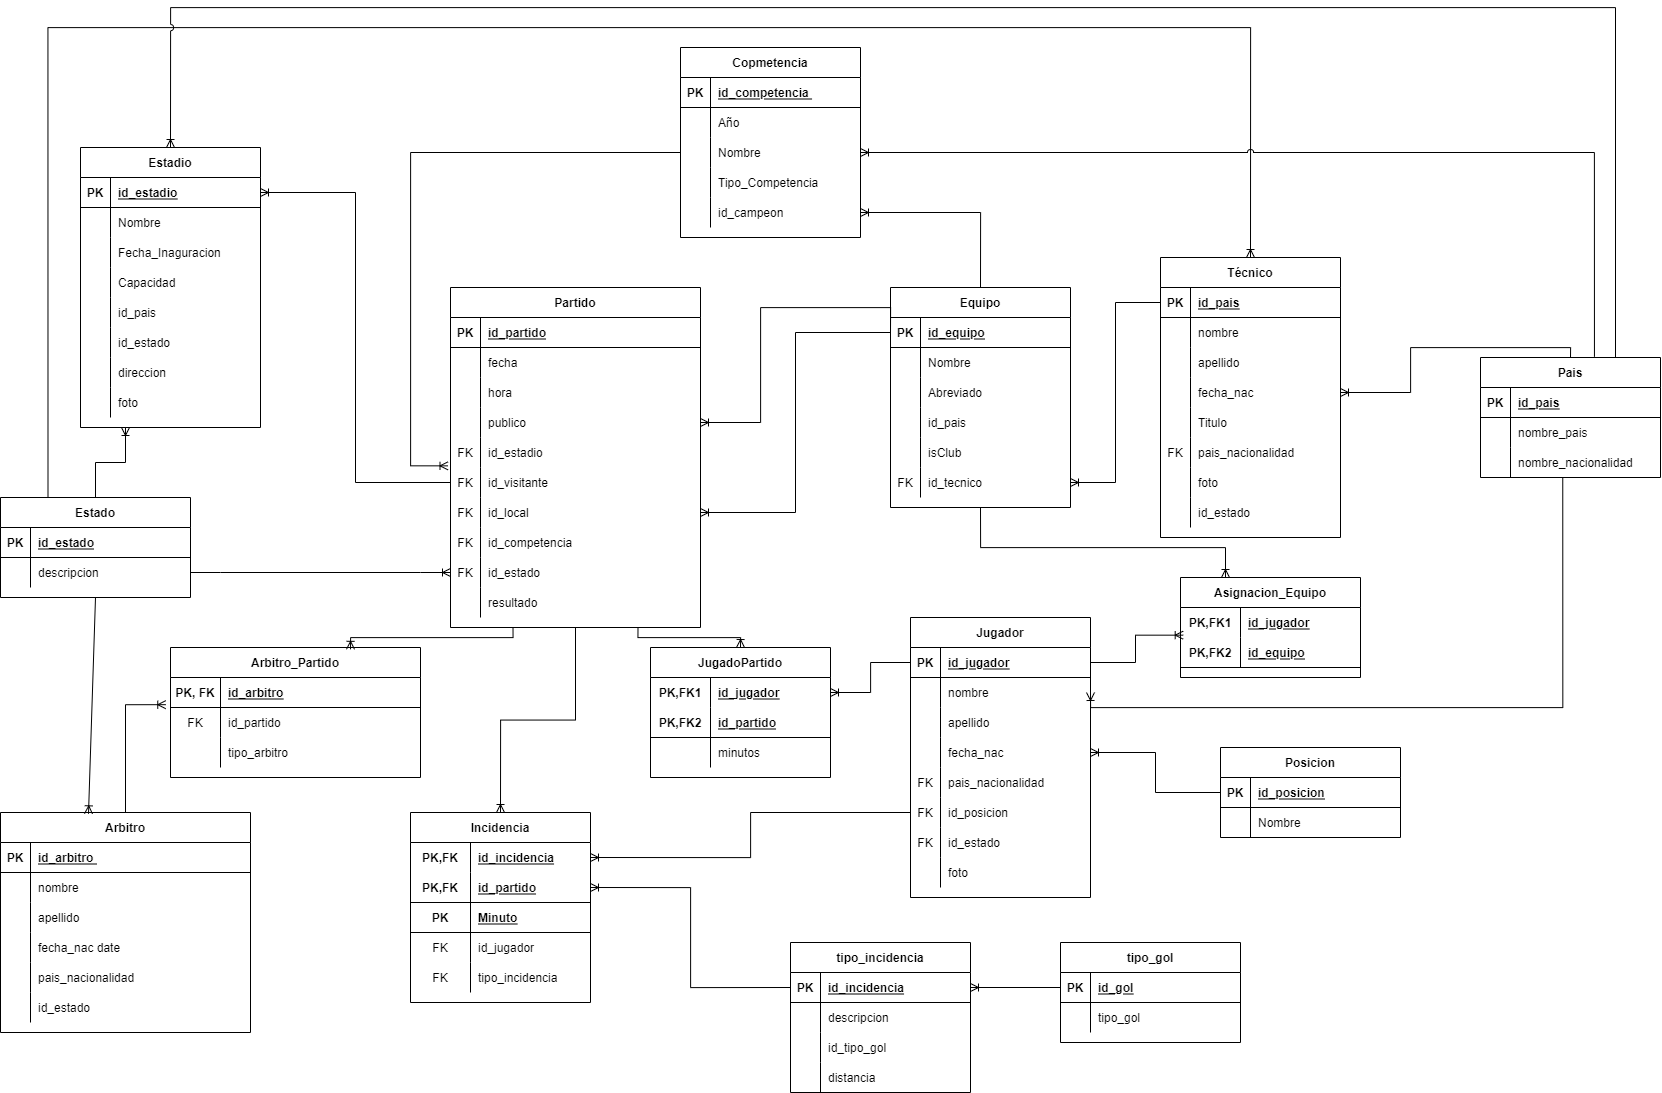 Copmetencia
PK id_competencia
Año
Nombre
Tipo_Competencia
id_campeon
Estadio
PK id_estadio
Nombre
Fecha_Inaguracion
Capacidad
id_pais
id_estado
direccion
foto
Partido
PK id_partido
fecha
hora
publico
FK id_estadio
FK id_visitante
FK id_local
FK id_competencia
FK id_estado
resultado
Equipo
PK id_equipo
Nombre
Abreviado
id_pais
isClub
FK id_tecnico
Técnico
PK id_pais
nombre
apellido
fecha_nac
Titulo
FK pais_nacionalidad
foto
id_estado
Pais
PK id_pais
nombre_pais
nombre_nacionalidad
Estado
PK id_estado
descripcion
Asignacion_Equipo
PK,FK1 id_jugador
PK,FK2 id_equipo
Arbitro_Partido
PK, FK id_arbitro
FK id_partido
tipo_arbitro
JugadoPartido
PK,FK1 id_jugador
PK,FK2 id_partido
minutos
Jugador
PK id_jugador
nombre
apellido
fecha_nac
FK pais_nacionalidad
FK id_posicion
FK id_estado
foto
Posicion
PK id_posicion
Nombre
Arbitro
PK id_arbitro
nombre
apellido
fecha_nac date
pais_nacionalidad
id_estado
Incidencia
PK,FK id_incidencia
PK,FK id_partido
PK Minuto
FK id_jugador
FK tipo_incidencia
tipo_incidencia
PK id_incidencia
descripcion
id_tipo_gol
distancia
tipo_gol
PK id_gol
tipo_gol